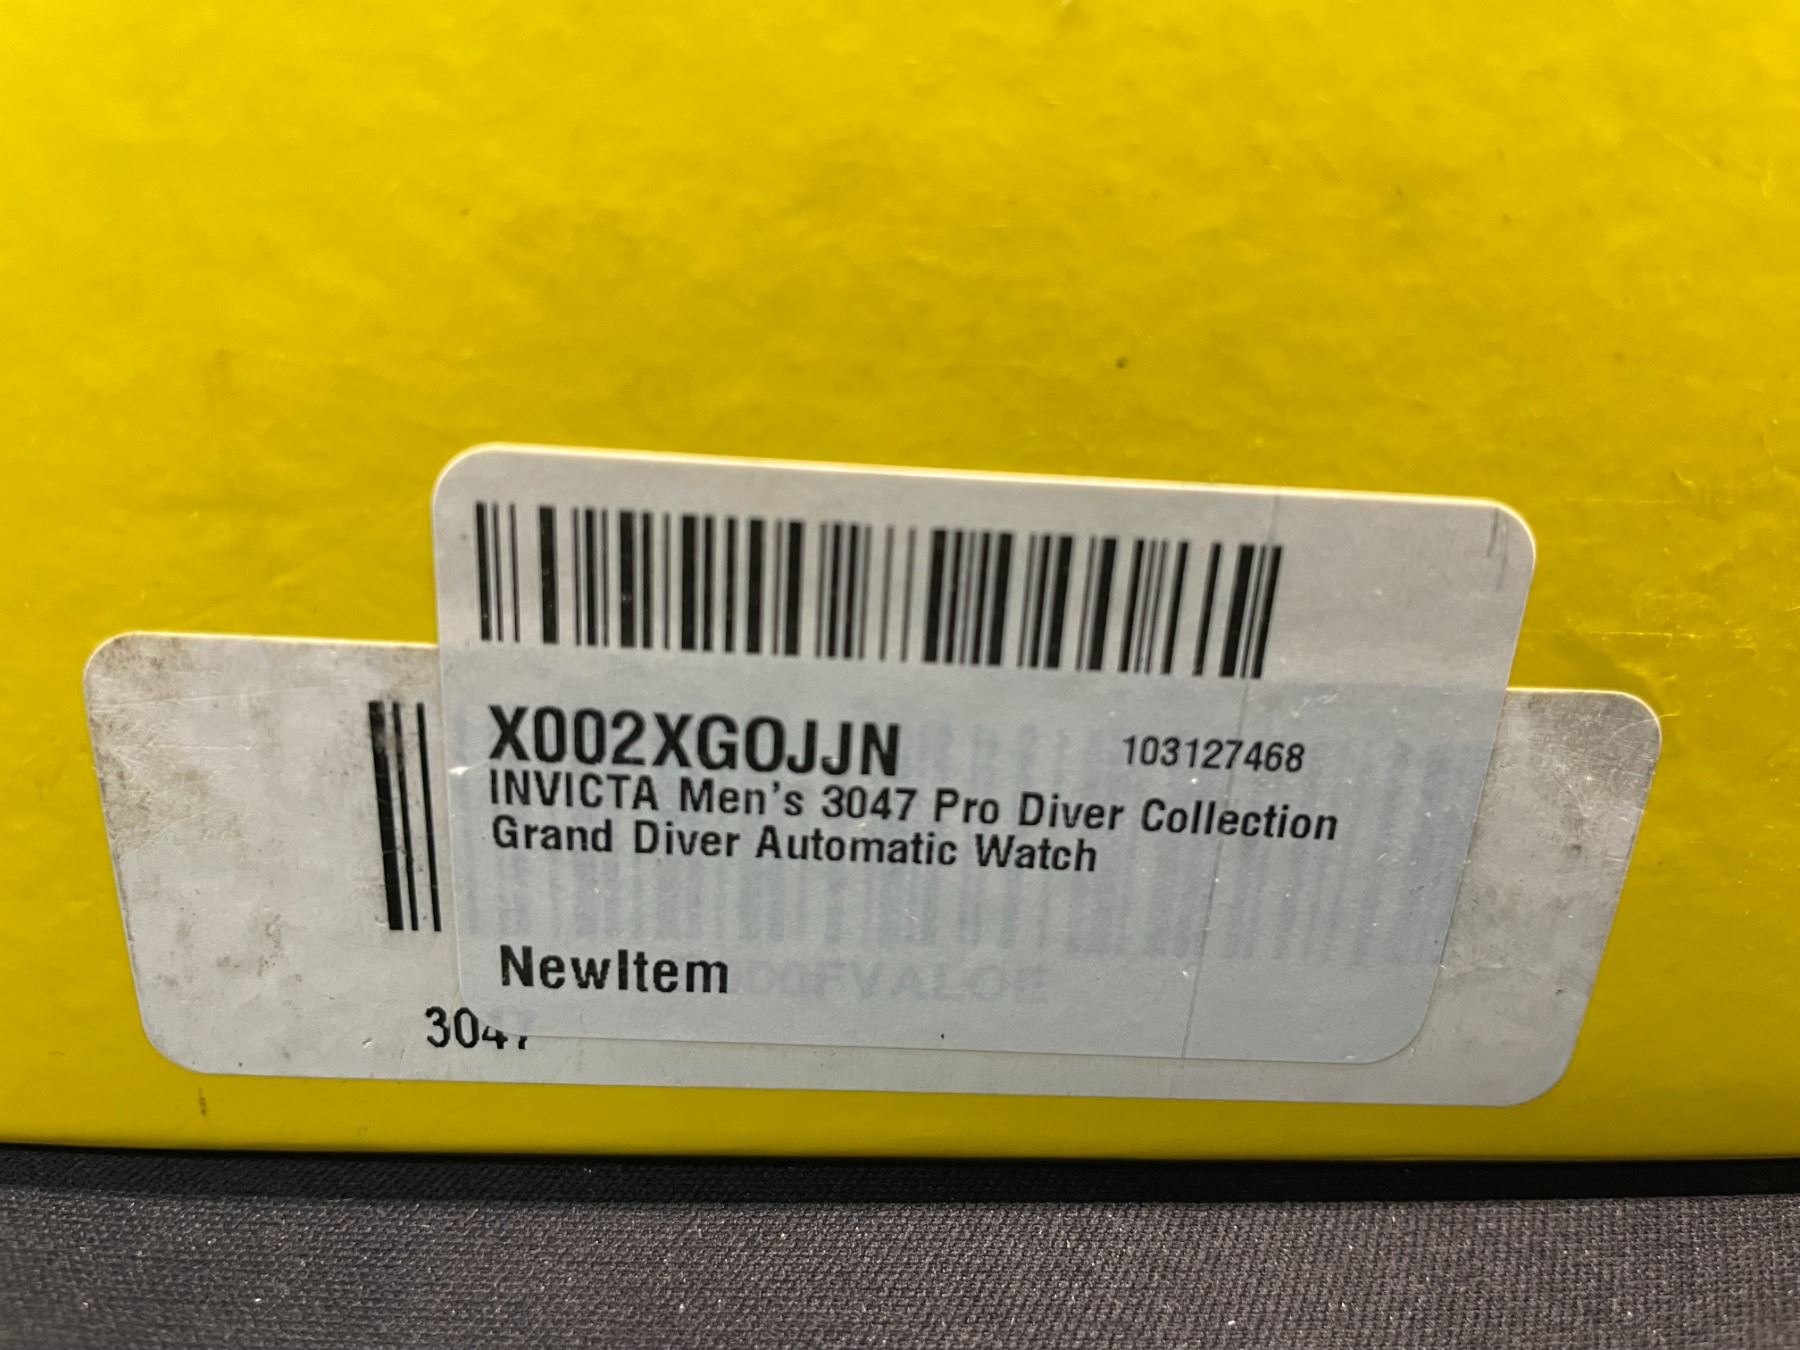 X002XGOJJN 103127468
INVICTA Men's 3047 Pro Diver Collection
Grand Diver Automatic Watch
NewItem
3047